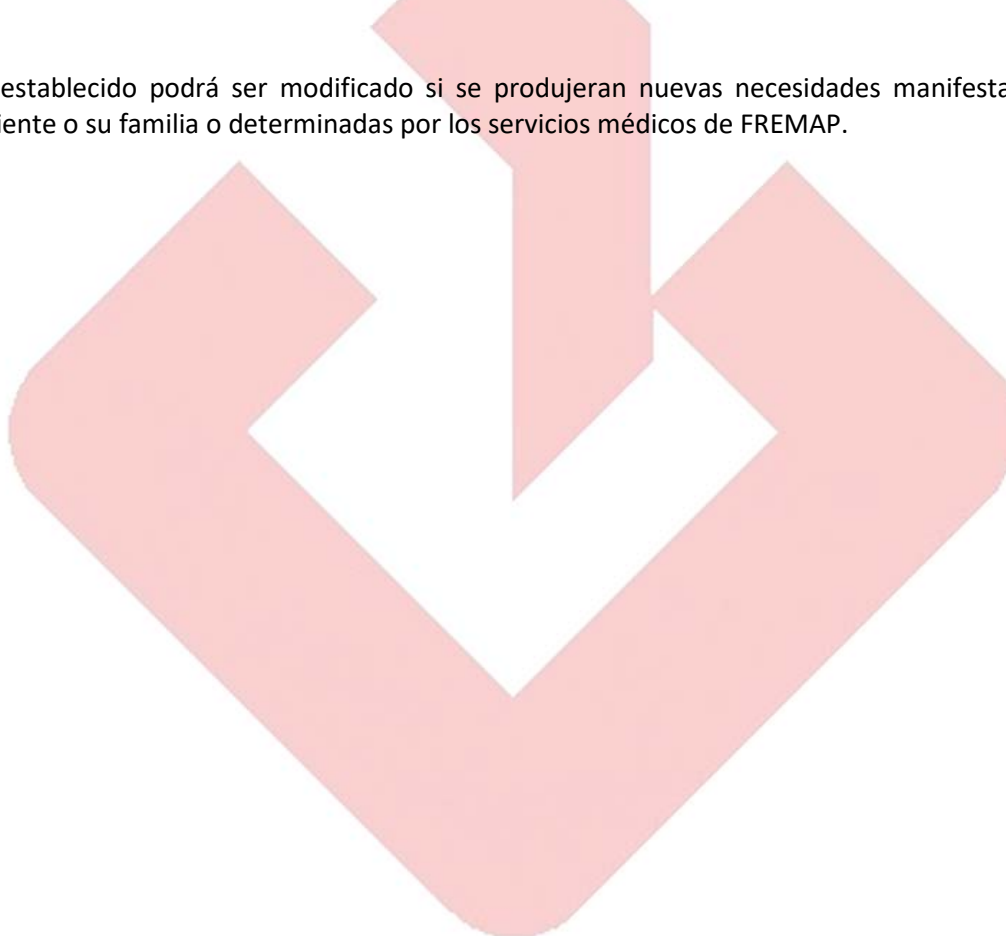 establecido podrá ser modificado si se produjeran nuevas necesidades manifesta
iente o su familia o determinadas por los servicios médicos de FREMAP.